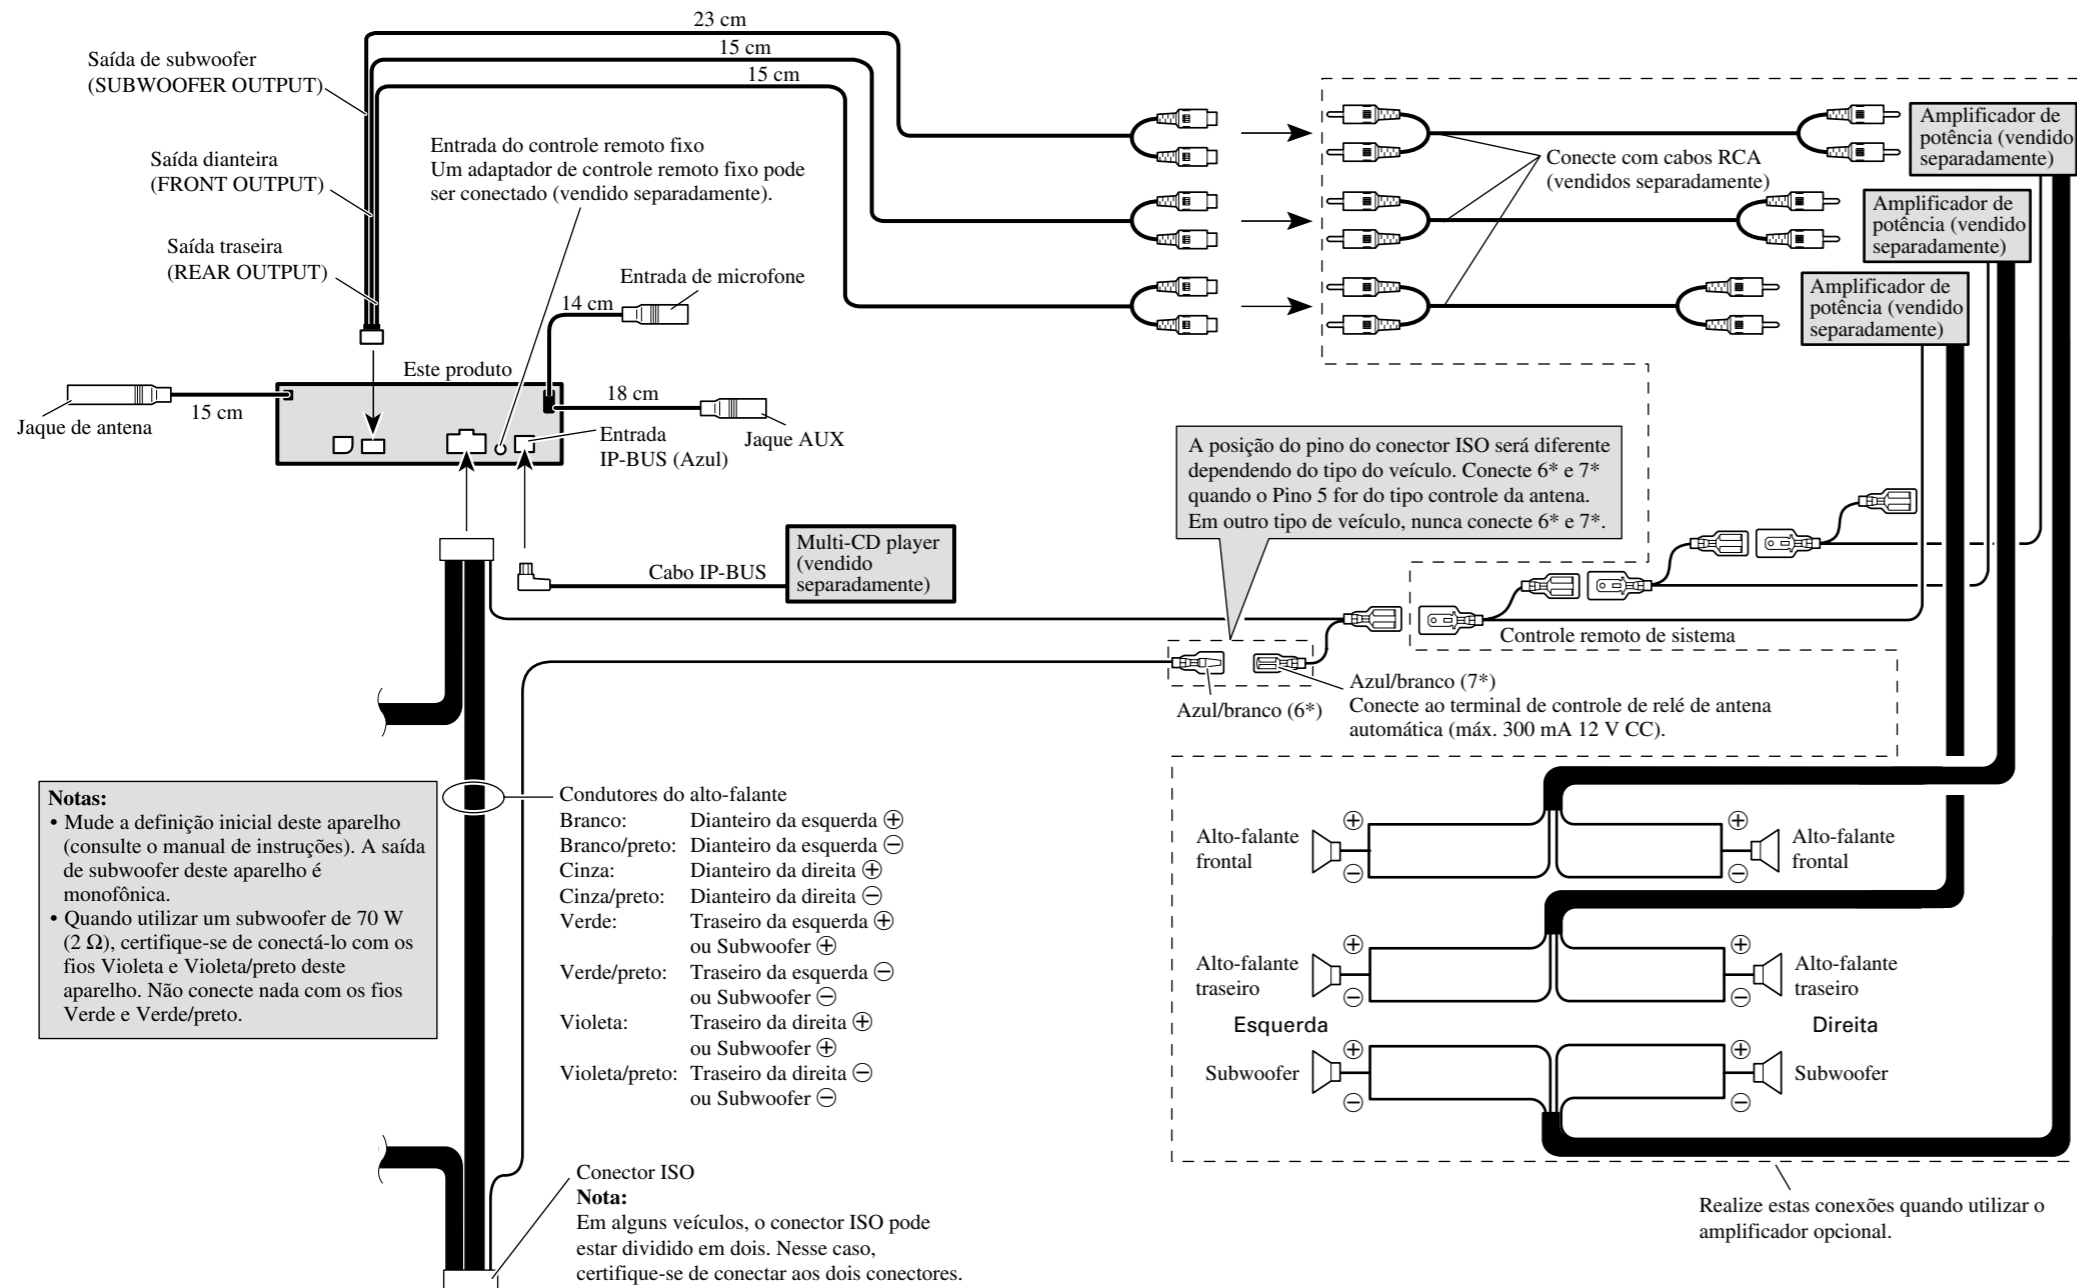 23 cm
15 cm
15 cm
Saída de subwoofer
(SUBWOOFER OUTPUT)
Saída dianteira
(FRONT OUTPUT)
Saída traseira
(REAR OUTPUT)
Entrada do controle remoto fixo
Um adaptador de controle remoto fixo pode
ser conectado (vendido separadamente).
Entrada de microfone
14 cm
Este produto
15 cm
Jaque de antena
18 cm
Jaque AUX
Entrada
IP-BUS (Azul)
Conecte com cabos RCA
(vendidos separadamente)
Amplificador de
potência (vendido
separadamente)
Amplificador de
potência (vendido
separadamente)
Amplificador de
potência (vendido
separadamente)
A posição do pino do conector ISO será diferente
dependendo do tipo do veículo. Conecte 6* e 7*
quando o Pino 5 for do tipo controle da antena.
Em outro tipo de veículo, nunca conecte 6* e 7*.
Cabo IP-BUS
Multi-CD player
(vendido
separadamente)
Controle remoto de sistema
Azul/branco (6*)
Azul/branco (7*)
Conecte ao terminal de controle de relé de antena
automática (máx. 300 mA 12 V CC).
Notas:
• Mude a definição inicial deste aparelho
(consulte o manual de instruções). A saída
de subwoofer deste aparelho é
monofônica.
• Quando utilizar um subwoofer de 70 W
(2 Ω), certifique-se de conectá-lo com os
fios Violeta e Violeta/preto deste
aparelho. Não conecte nada com os fios
Verde e Verde/preto.
Condutores do alto-falante
Branco: Dianteiro da esquerda ⊕
Branco/preto: Dianteiro da esquerda ⊖
Cinza: Dianteiro da direita ⊕
Cinza/preto: Dianteiro da direita ⊖
Verde: Traseiro da esquerda ⊕
ou Subwoofer ⊕
Verde/preto: Traseiro da esquerda ⊖
ou Subwoofer ⊖
Violeta: Traseiro da direita ⊕
ou Subwoofer ⊕
Violeta/preto: Traseiro da direita ⊖
ou Subwoofer ⊖
Alto-falante
frontal
⊕
⊖
⊕
⊖
Alto-falante
frontal
Alto-falante
traseiro
⊕
⊖
⊕
⊖
Alto-falante
traseiro
Esquerda
Direita
Subwoofer
⊕
⊖
⊕
⊖
Subwoofer
Conector ISO
Nota:
Em alguns veículos, o conector ISO pode
estar dividido em dois. Nesse caso,
certifique-se de conectar aos dois conectores.
Realize estas conexões quando utilizar o
amplificador opcional.